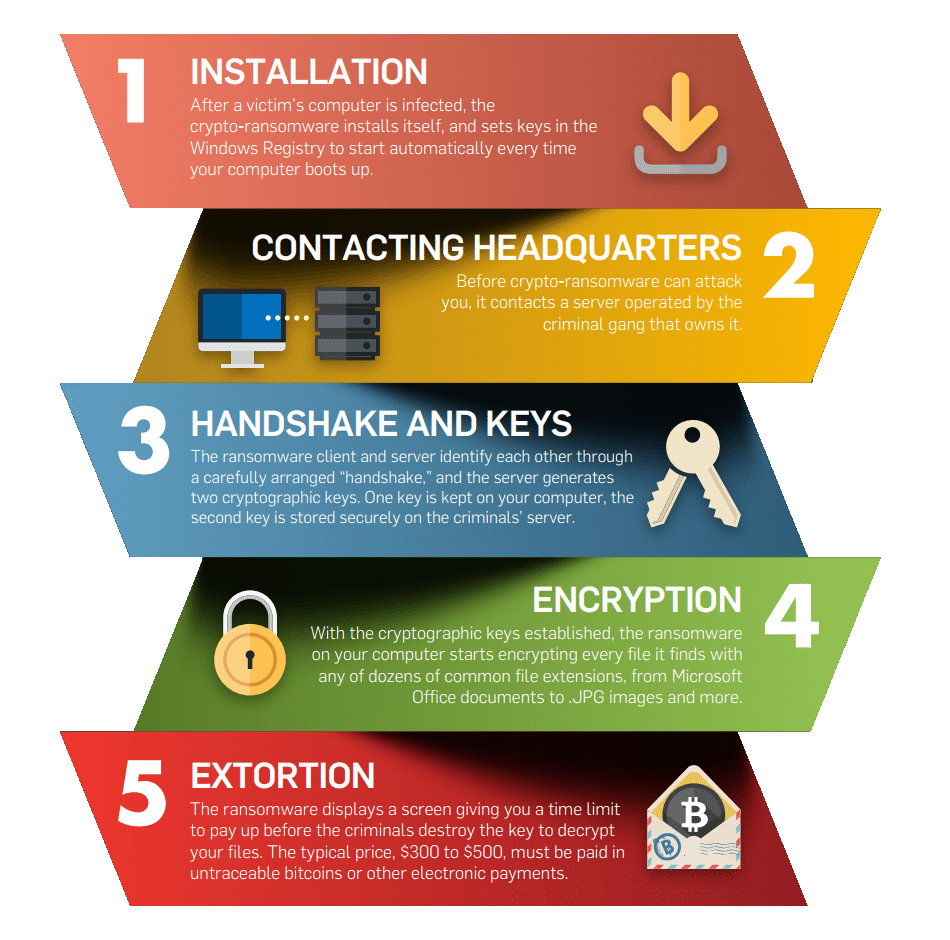 1
INSTALLATION
After a victim's computer is infected, the
crypto-ransomware installs itself, and sets keys in the
Windows Registry to start automatically every time
your computer boots up.
CONTACTING HEADQUARTERS
2
Before crypto-ransomware can attack
you, it contacts a server operated by the
criminal gang that owns it.
3
HANDSHAKE AND KEYS
The ransomware client and server identify each other through
a carefully arranged “handshake,” and the server generates
two cryptographic keys. One key is kept on your computer, the
second key is stored securely on the criminals’ server.
ENCRYPTION
4
With the cryptographic keys established, the ransomware
on your computer starts encrypting every file it finds with
any of dozens of common file extensions, from Microsoft
Office documents to .JPG images and more.
5
EXTORTION
The ransomware displays a screen giving you a time limit
to pay up before the criminals destroy the key to decrypt
your files. The typical price, $300 to $500, must be paid in
untraceable bitcoins or other electronic payments.